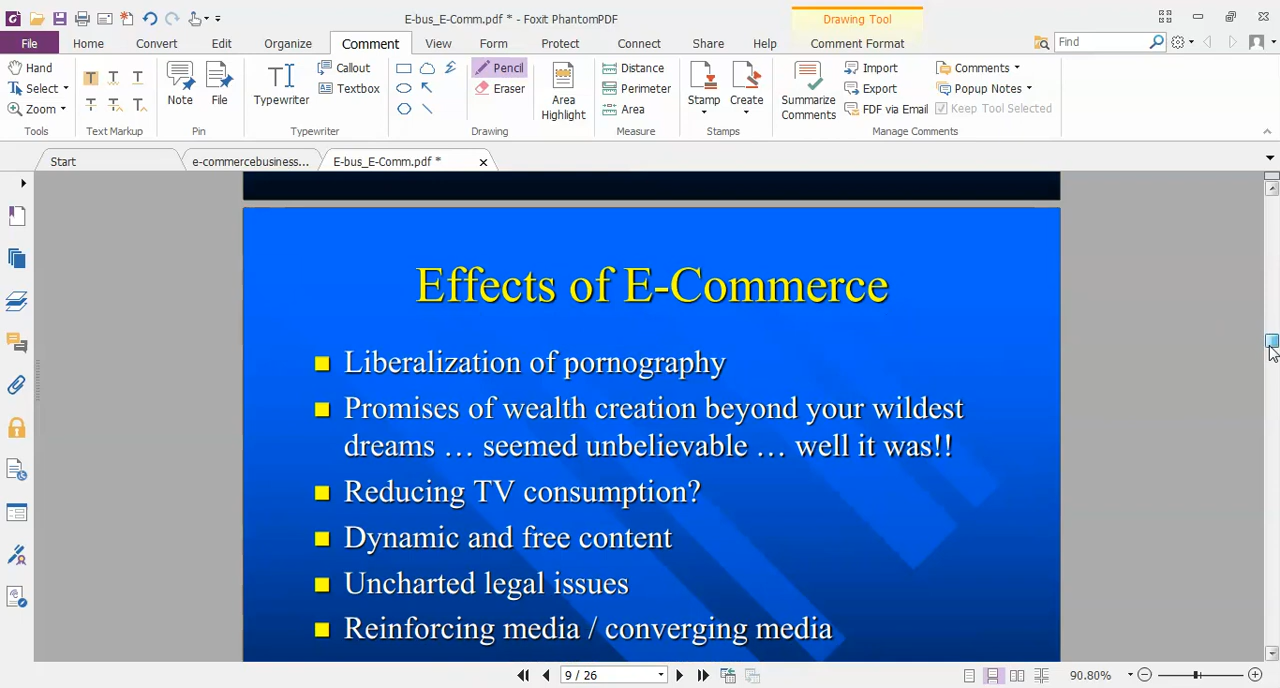 E-bus_E-Comm.pdf * - Foxit PhantomPDF
Drawing Tool
File Home Convert Edit Organize Comment View Form Protect Connect Share Help Comment Format Find
Hand
Select
Zoom
Tools
T T T
T T T
Text Markup
Note File
Pin
Typewriter
Callout
Textbox
Typewriter
Pencil
Eraser
Drawing
Area
Highlight
Distance
Perimeter
Area
Measure
Stamp Create
Stamps
Summarize
Comments
Import
Export
FDF via Email
Comments
Popup Notes
Keep Tool Selected
Manage Comments
Start e-commercebusiness... E-bus_E-Comm.pdf *
Effects of E-Commerce
Liberalization of pornography
Promises of wealth creation beyond your wildest
dreams … seemed unbelievable … well it was!!
Reducing TV consumption?
Dynamic and free content
Uncharted legal issues
Reinforcing media / converging media
9 / 26
90.80%